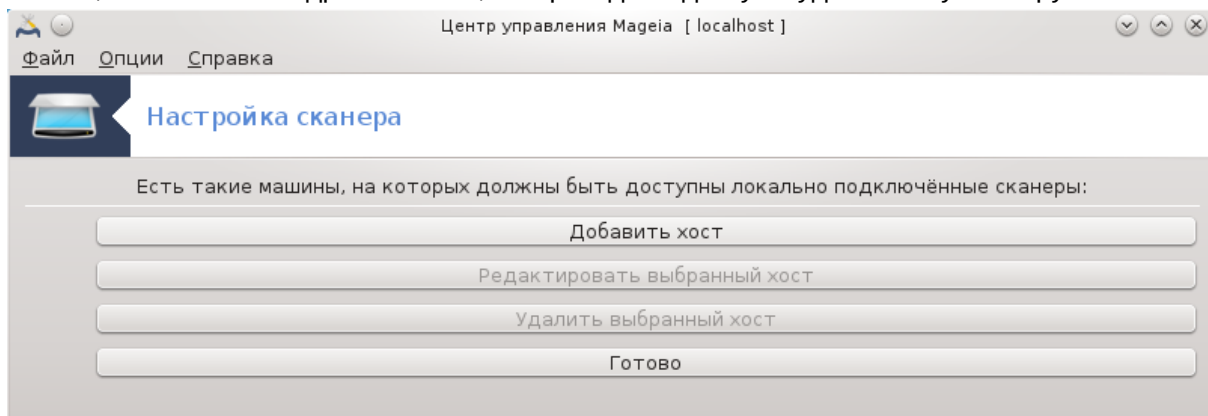 Центр управления Mageia [ localhost ]
Файл Опции Справка
Настройка сканера
Есть такие машины, на которых должны быть доступны локально подключённые сканеры:
Добавить хост
Редактировать выбранный хост
Удалить выбранный хост
Готово